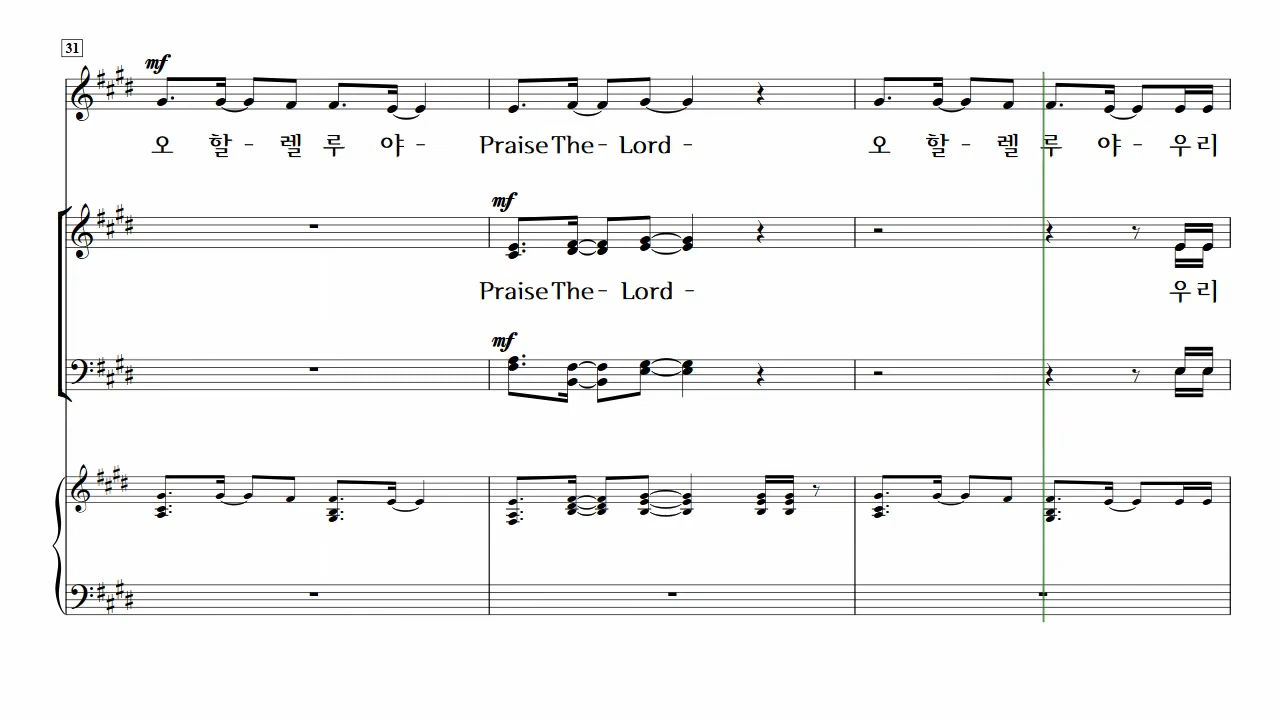 31
mf
오 할 - 렐 루 야 - Praise The - Lord - 오 할 - 렐 루 야 - 우 리
mf
Praise The - Lord - 우 리
mf